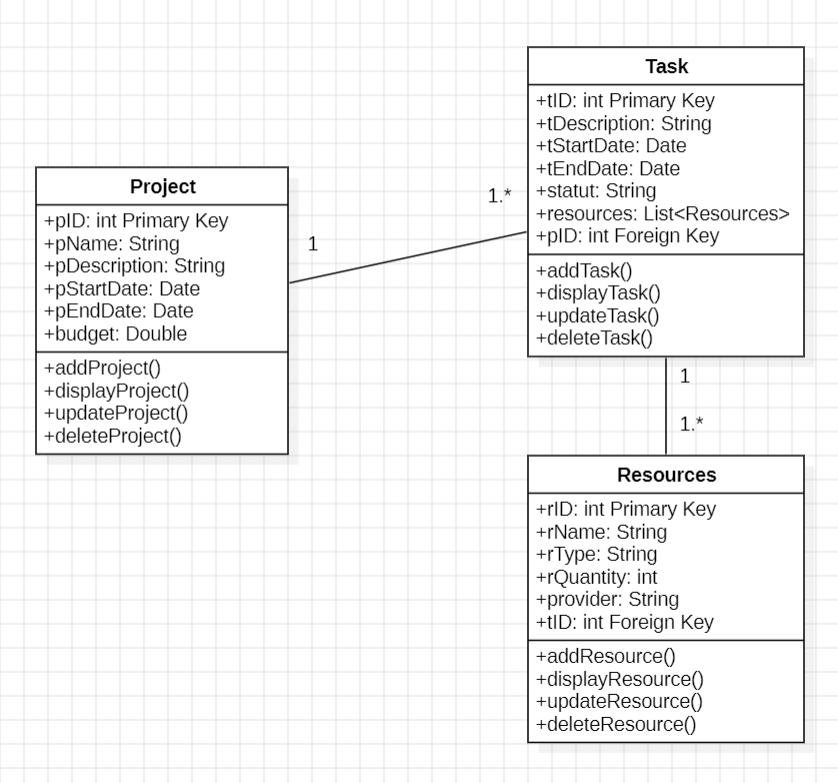 Project
+pID: int Primary Key
+pName: String
+pDescription: String
+pStartDate: Date
+pEndDate: Date
+budget: Double
+addProject()
+displayProject()
+updateProject()
+deleteProject()
1
1.*
Task
+tID: int Primary Key
+tDescription: String
+tStartDate: Date
+tEndDate: Date
+statut: String
+resources: List<Resources>
+pID: int Foreign Key
+addTask()
+displayTask()
+updateTask()
+deleteTask()
1
1.*
Resources
+rID: int Primary Key
+rName: String
+rType: String
+rQuantity: int
+provider: String
+tID: int Foreign Key
+addResource()
+displayResource()
+updateResource()
+deleteResource()